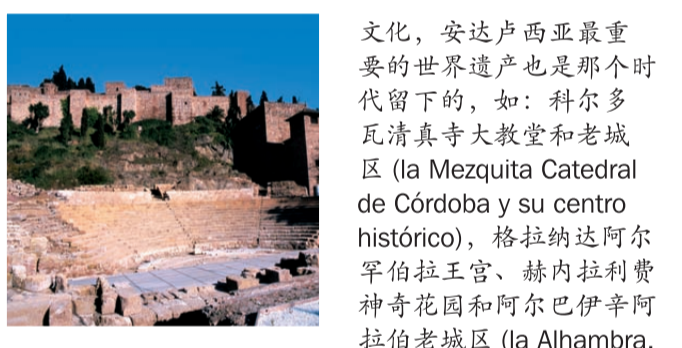 文化，安达卢西亚最重
要的世界遗产也是那个时
代留下的，如：科尔多
瓦清真寺大教堂和老城
区 (la Mezquita Catedral
de Córdoba y su centro
histórico)，格拉纳达阿尔
罕伯拉王宫、赫内拉利费
神奇花园和阿尔巴伊辛阿
拉伯老城区 (la Alhambra,